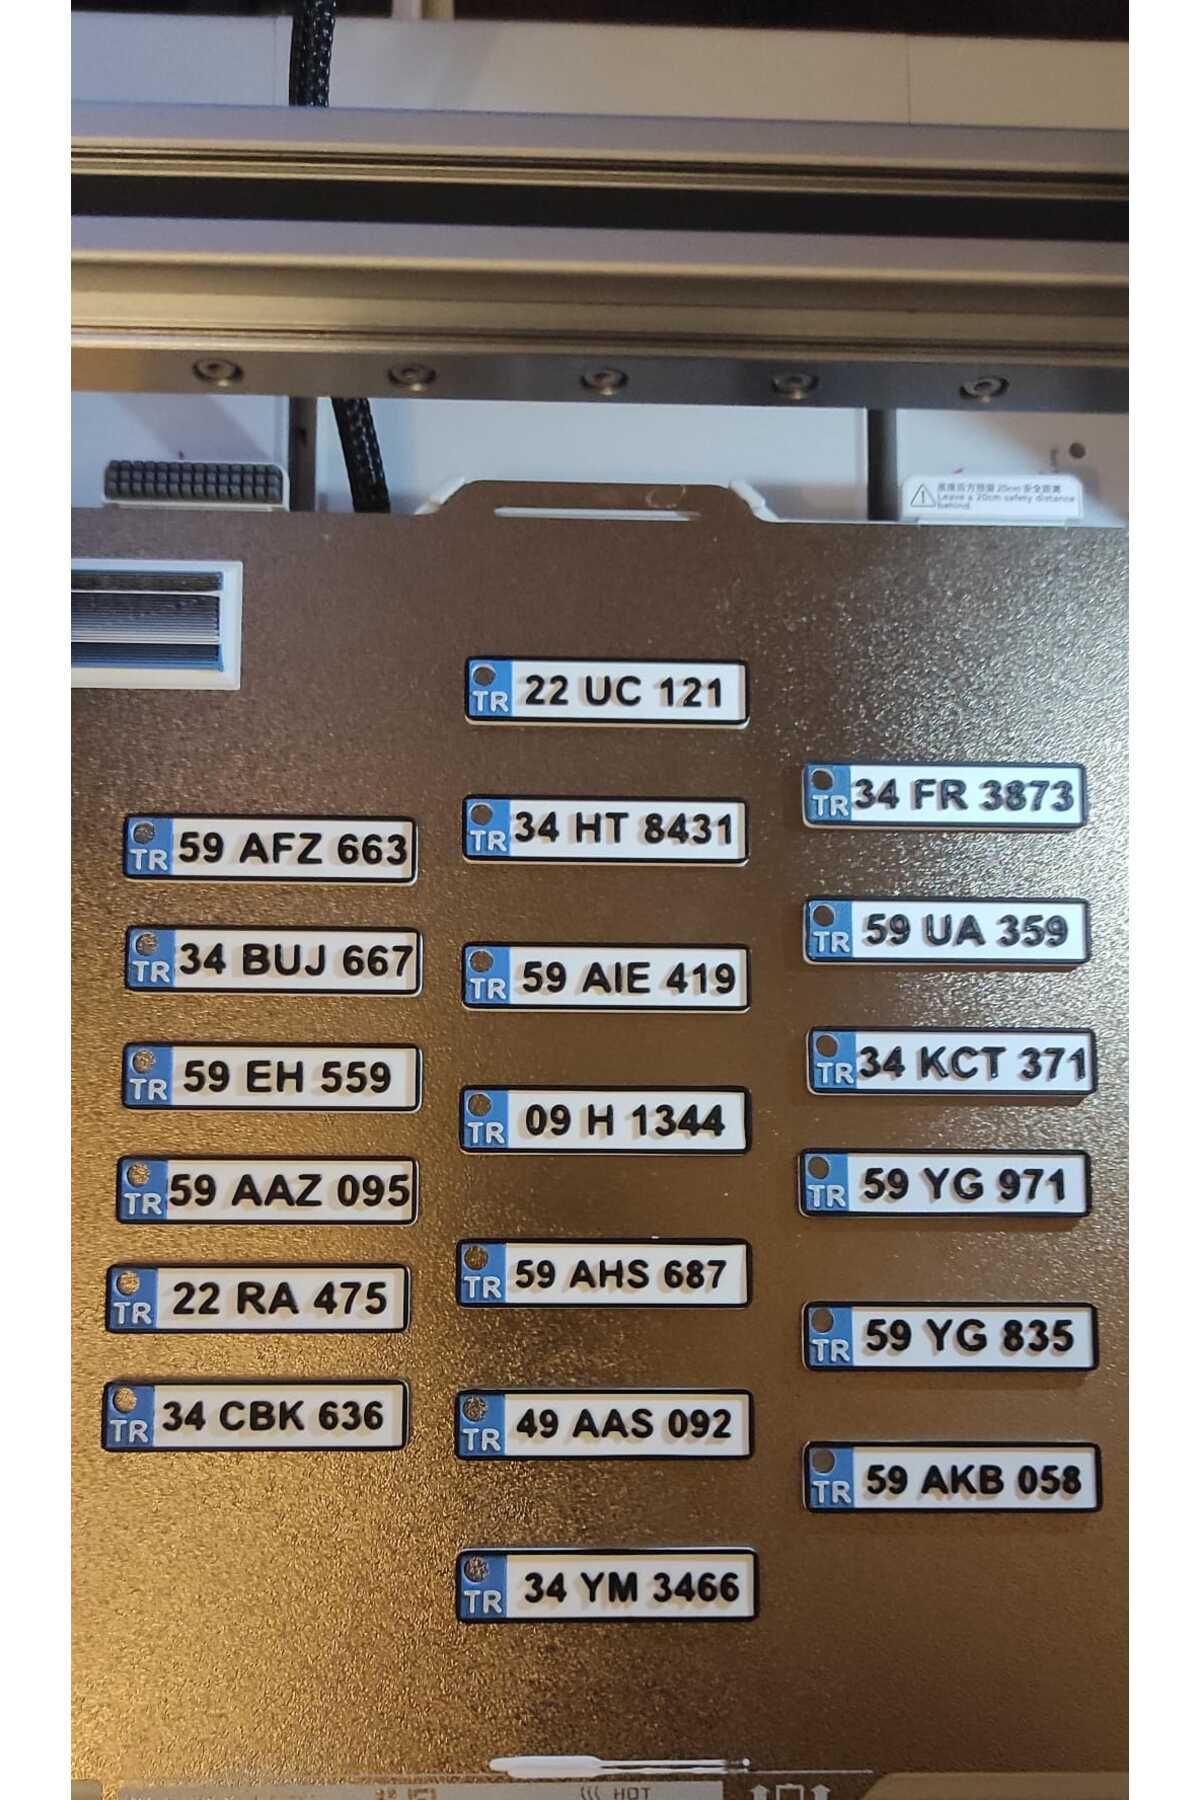 Leave a 20cm safety distance
behind.
TR 22 UC 121
TR 34 FR 3873
TR 34 HT 8431
TR 59 AFZ 663
TR 59 UA 359
TR 34 BUJ 667
TR 59 AIE 419
TR 34 KCT 371
TR 59 EH 559
TR 09 H 1344
TR 59 YG 971
TR 59 AAZ 095
TR 59 AHS 687
TR 22 RA 475
TR 59 YG 835
TR 34 CBK 636
TR 49 AAS 092
TR 59 AKB 058
TR 34 YM 3466
HOT